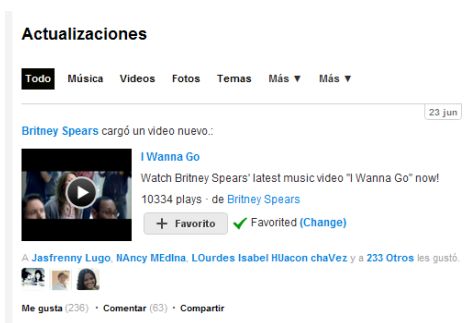 Actualizaciones
Todo Música Videos Fotos Temas Más ▼ Más ▼
23 jun
Britney Spears cargó un video nuevo.:
I Wanna Go
Watch Britney Spears' latest music video "I Wanna Go" now!
10334 plays · de Britney Spears
+ Favorito ✓ Favorited (Change)
A Jasfrenny Lugo, NAncy MEdIna, LOurdes Isabel HUacon chaVez y a 233 Otros les gustó.
Me gusta (236) · Comentar (63) · Compartir